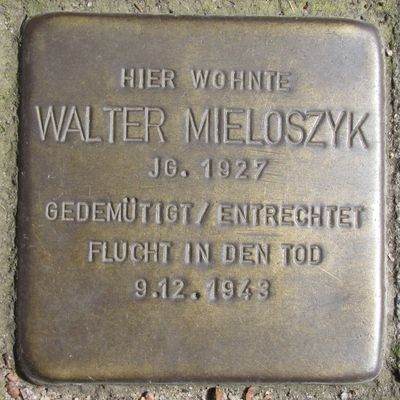 HIER WOHNTE
WALTER MIELOSZYK
JG. 1927
GEDEMÜTIGT/ENTRECHTET
FLUCHT IN DEN TOD
9.12.1943